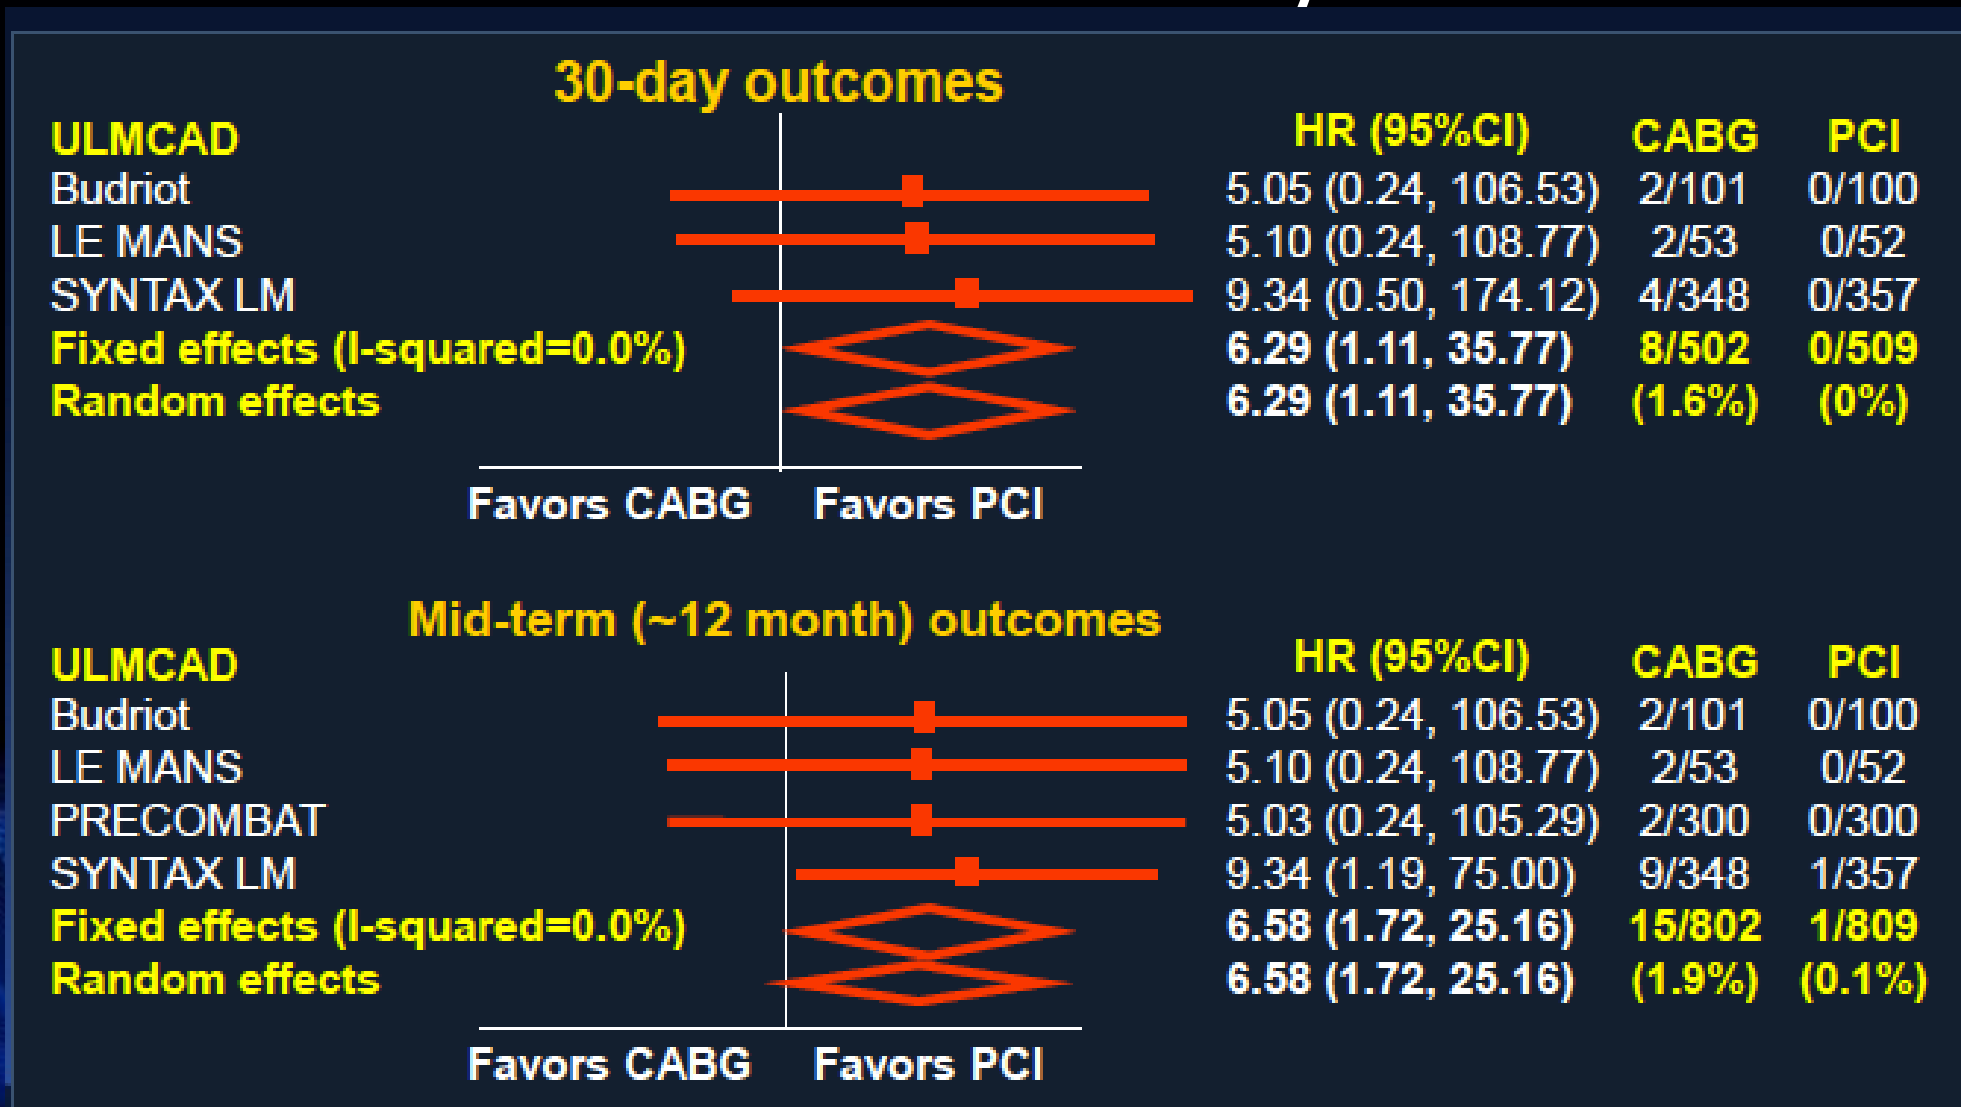 30-day outcomes
ULMCAD HR (95%CI) CABG PCI
Budriot 5.05 (0.24, 106.53) 2/101 0/100
LE MANS 5.10 (0.24, 108.77) 2/53 0/52
SYNTAX LM 9.34 (0.50, 174.12) 4/348 0/357
Fixed effects (I-squared=0.0%) 6.29 (1.11, 35.77) 8/502 0/509
Random effects 6.29 (1.11, 35.77) (1.6%) (0%)
Favors CABG Favors PCI
Mid-term (~12 month) outcomes
ULMCAD HR (95%CI) CABG PCI
Budriot 5.05 (0.24, 106.53) 2/101 0/100
LE MANS 5.10 (0.24, 108.77) 2/53 0/52
PRECOMBAT 5.03 (0.24, 105.29) 2/300 0/300
SYNTAX LM 9.34 (1.19, 75.00) 9/348 1/357
Fixed effects (I-squared=0.0%) 6.58 (1.72, 25.16) 15/802 1/809
Random effects 6.58 (1.72, 25.16) (1.9%) (0.1%)
Favors CABG Favors PCI